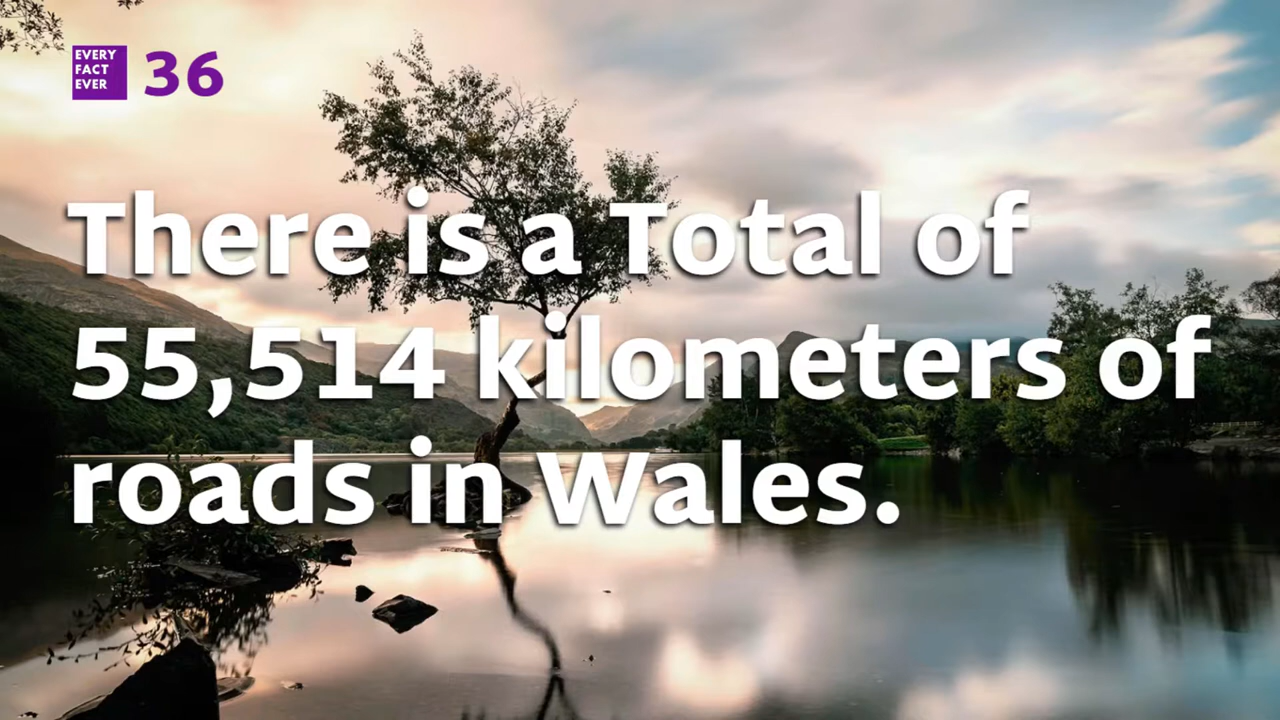 EVERY
FACT
EVER
36
There is a Total of
55,514 kilometers of
roads in Wales.